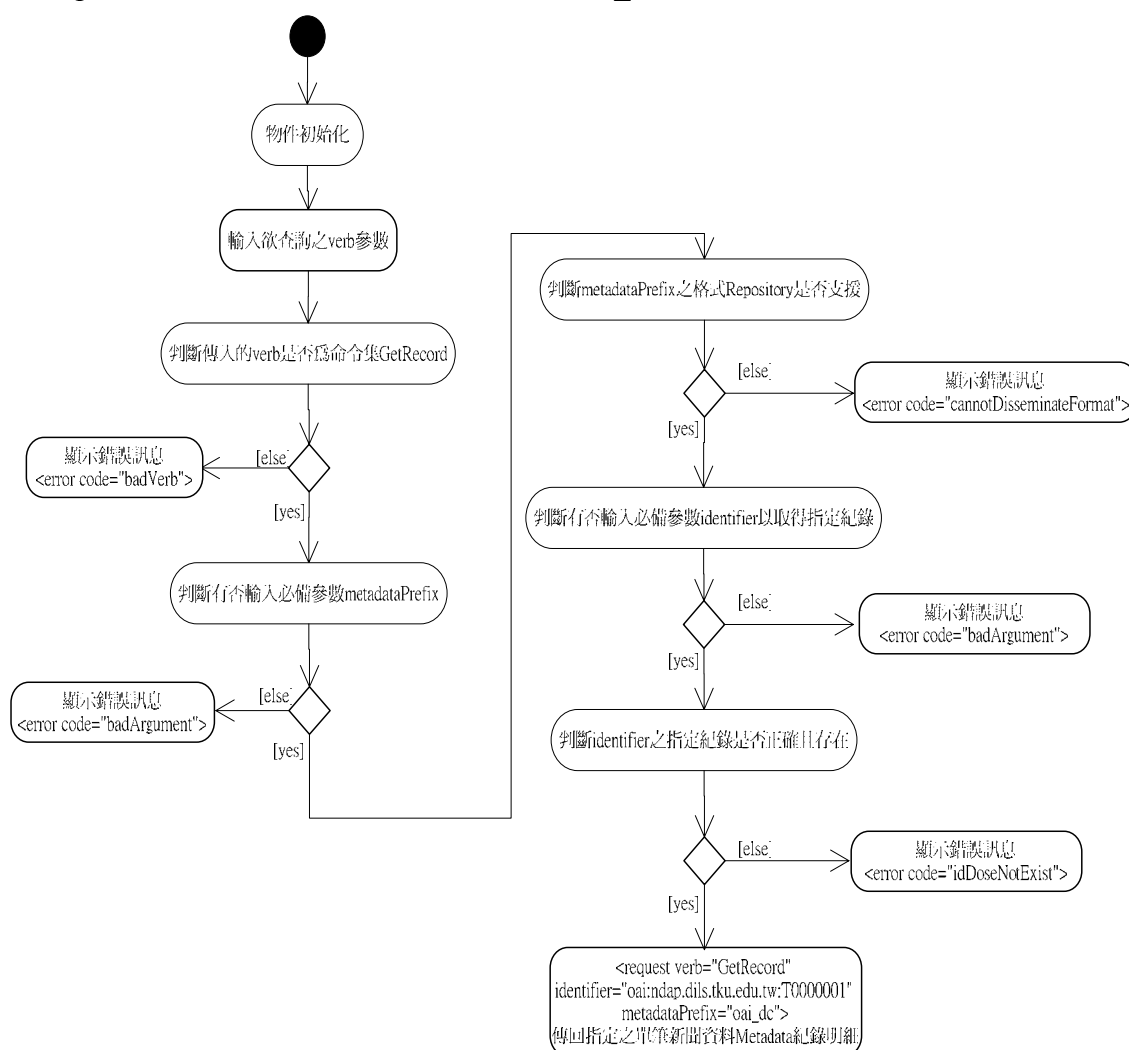 物件初始化
輸入欲查詢之verb參數
判斷傳入的verb是否為命令集GetRecord
[else]
顯示錯誤訊息
<error code="badVerb">
[yes]
判斷有否輸入必備參數metadataPrefix
[else]
顯示錯誤訊息
<error code="badArgument">
[yes]
判斷metadataPrefix之格式Repository是否支援
[else]
顯示錯誤訊息
<error code="cannotDisseminateFormat">
[yes]
判斷有否輸入必備參數identifier以取得指定紀錄
[else]
顯示錯誤訊息
<error code="badArgument">
[yes]
判斷identifier之指定紀錄是否正確且存在
[else]
顯示錯誤訊息
<error code="idDoseNotExist">
[yes]
<request verb="GetRecord"
identifier="oai:ndap.dils.tku.edu.tw:T0000001"
metadataPrefix="oai_dc">
傳回指定之單筆新聞資料Metadata紀錄明細